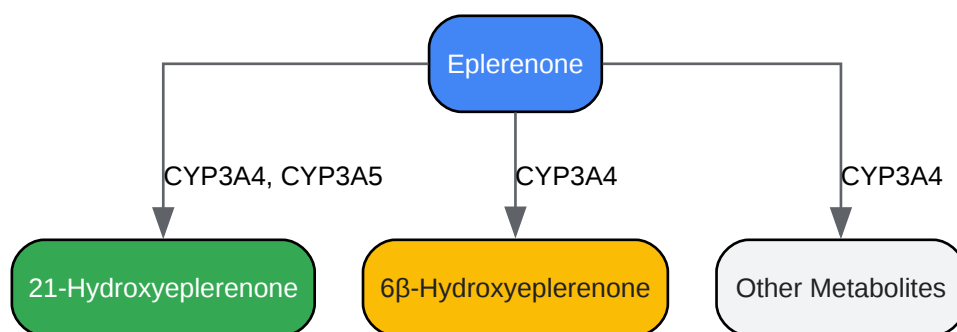 Eplerenone
CYP3A4, CYP3A5
CYP3A4
CYP3A4
21-Hydroxyeplerenone
6β-Hydroxyeplerenone
Other Metabolites